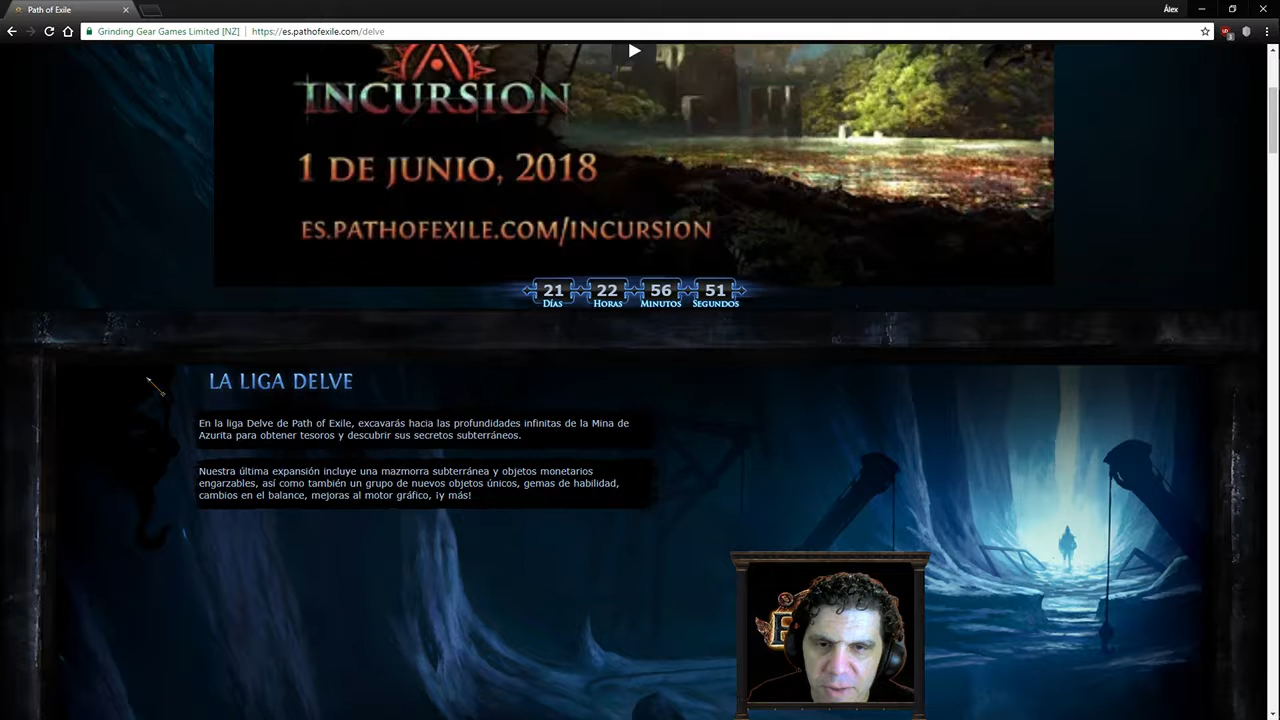 Path of Exile
Álex
Grinding Gear Games Limited [NZ]
https://es.pathofexile.com/delve
INCURSION
1 DE JUNIO, 2018
ES.PATHOFEXILE.COM/INCURSION
21 22 56 51
DÍAS HORAS MINUTOS SEGUNDOS
LA LIGA DELVE
En la liga Delve de Path of Exile, excavarás hacia las profundidades infinitas de la Mina de
Azurita para obtener tesoros y descubrir sus secretos subterráneos.
Nuestra última expansión incluye una mazmorra subterránea y objetos monetarios
engarzables, así como también un grupo de nuevos objetos únicos, gemas de habilidad,
cambios en el balance, mejoras al motor gráfico, ¡y más!